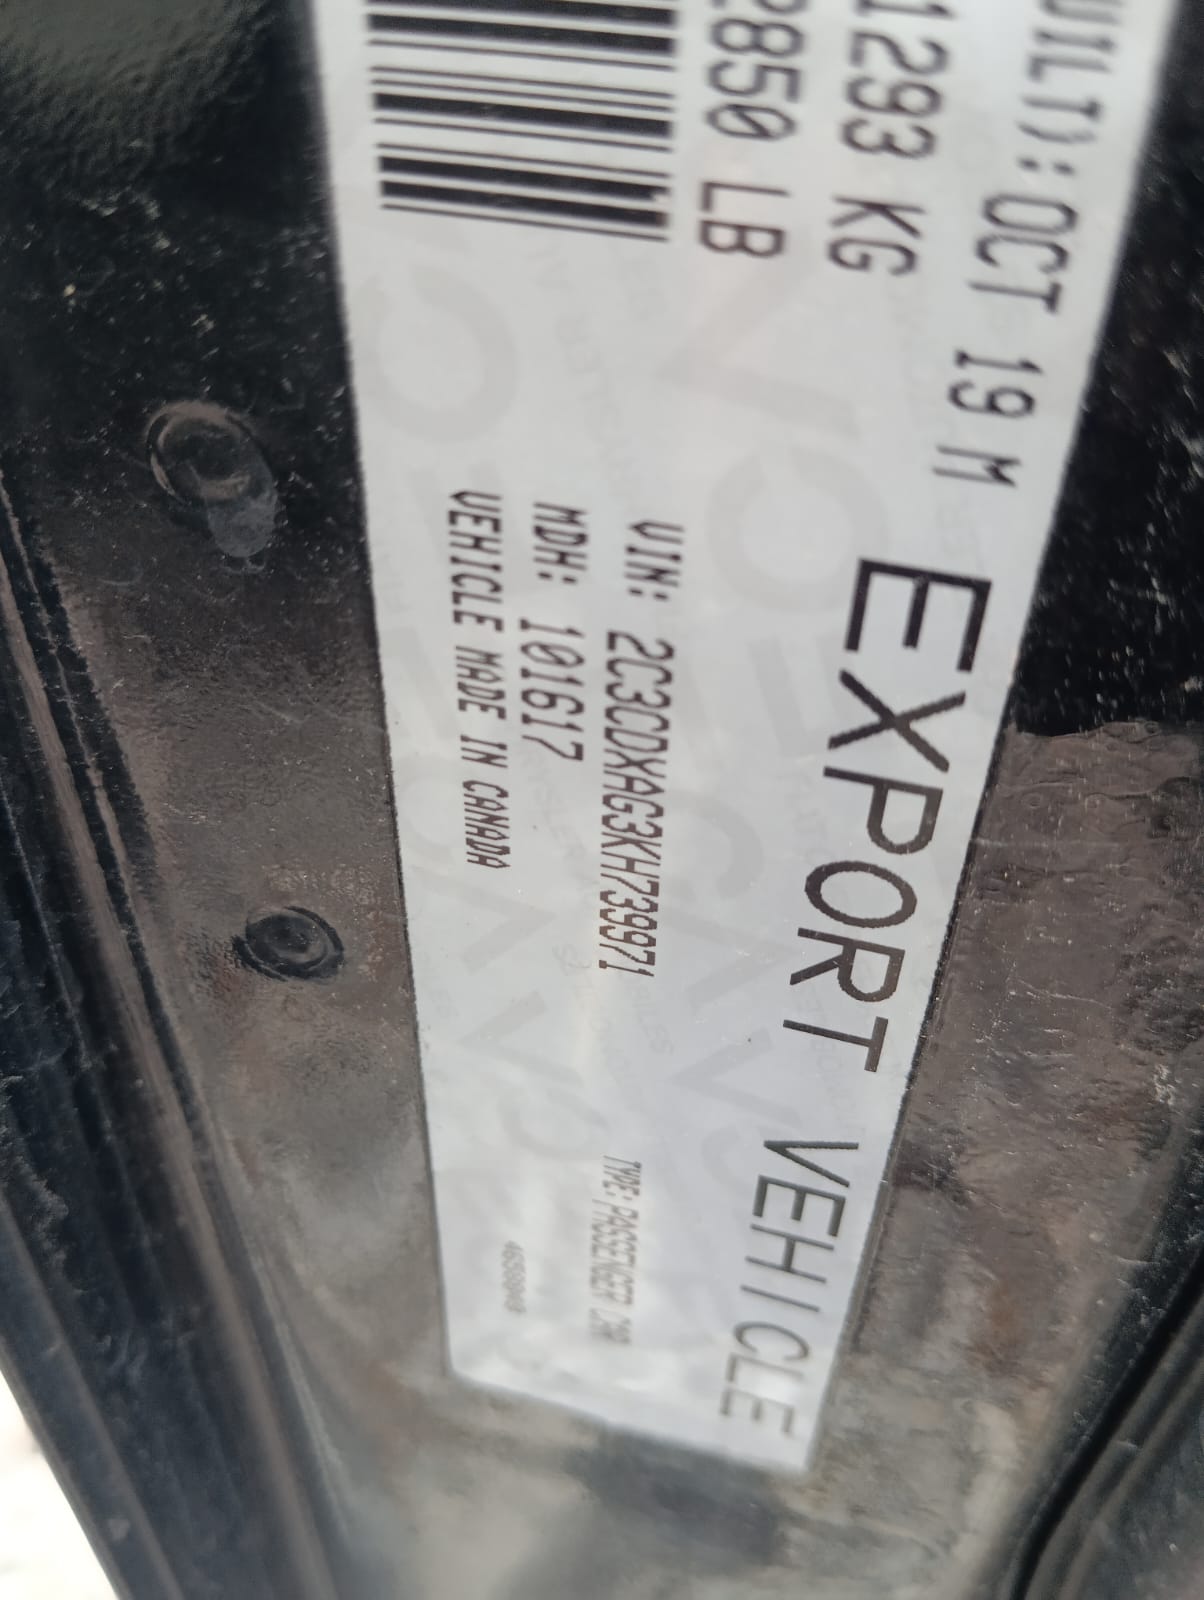 UILT):OCT 19 M
1293 KG
2850 LB
EXPORT VEHICLE
VIN: 2C3CDXAG3KH739971
TYPE: PASSENGER CAR
MDH: 101617
VEHICLE MADE IN CANADA